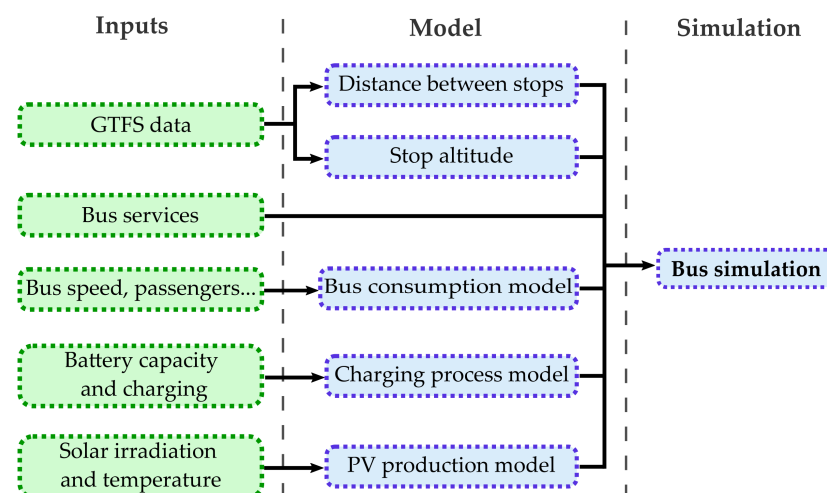 Inputs
Model
Simulation
Distance between stops
GTFS data
Stop altitude
Bus services
Bus simulation
Bus speed, passengers...
Bus consumption model
Battery capacity
and charging
Charging process model
Solar irradiation
and temperature
PV production model